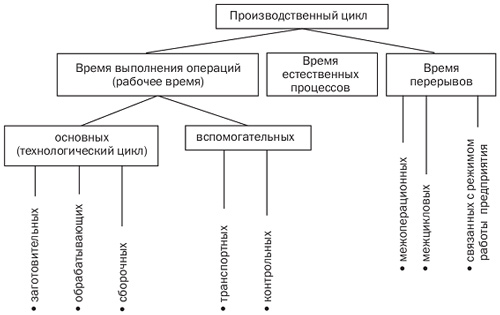 Производственный цикл
Время выполнения операций
(рабочее время)
Время
естественных
процессов
Время
перерывов
основных
(технологический цикл)
вспомогательных
• заготовительных
• обрабатывающих
• сборочных
• транспортных
• контрольных
• межоперационных
• межцикловых
• связанных с режимом
работы предприятия